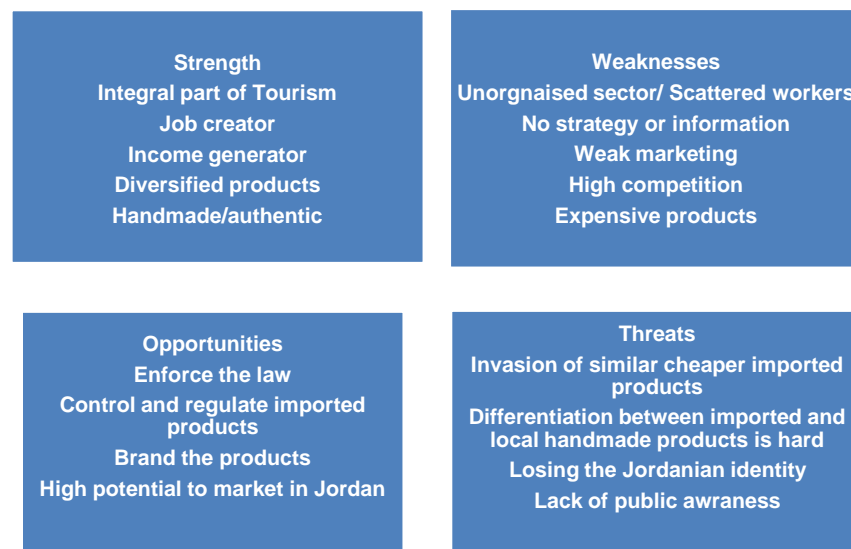 Strength
Integral part of Tourism
Job creator
Income generator
Diversified products
Handmade/authentic
Weaknesses
Unorgnaised sector/ Scattered workers
No strategy or information
Weak marketing
High competition
Expensive products
Opportunities
Enforce the law
Control and regulate imported
products
Brand the products
High potential to market in Jordan
Threats
Invasion of similar cheaper imported
products
Differentiation between imported and
local handmade products is hard
Losing the Jordanian identity
Lack of public awraness